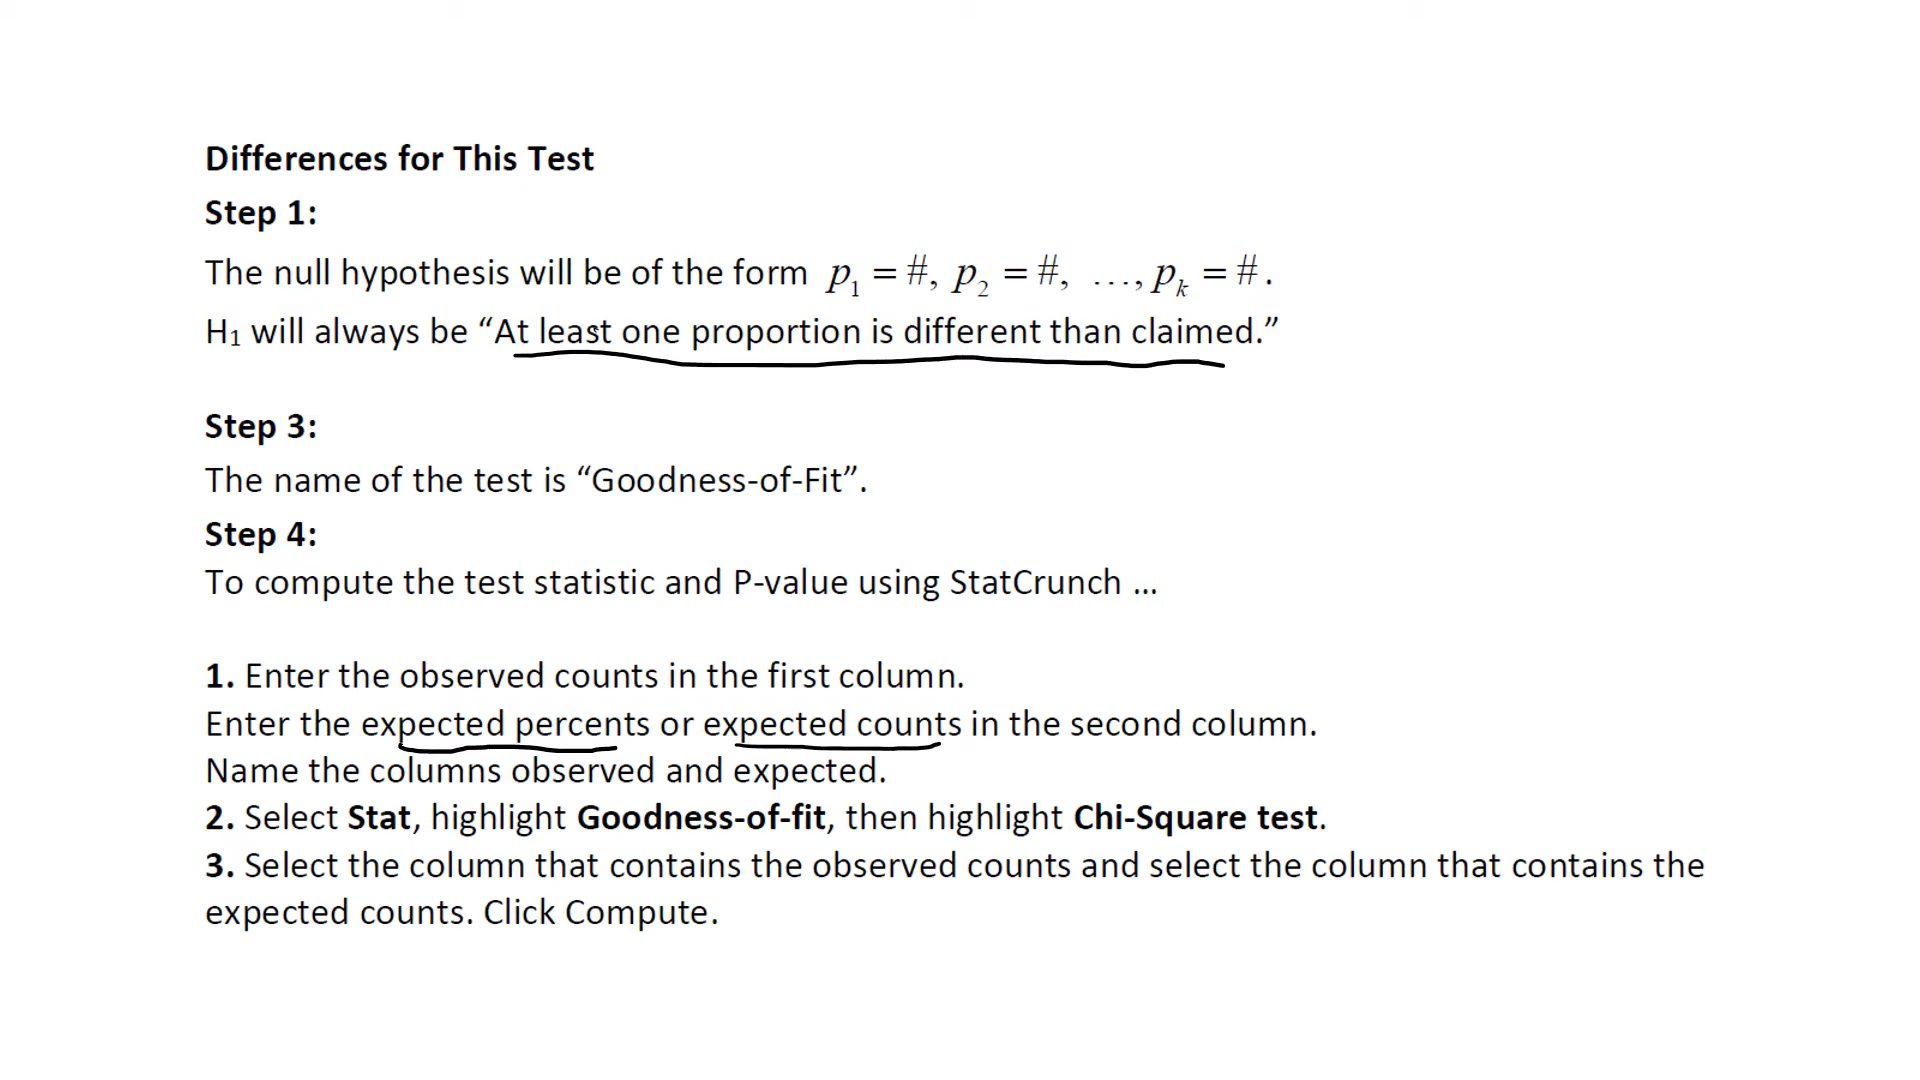 Differences for This Test
Step 1:
The null hypothesis will be of the form p₁ = #, p₂ = #, …, pₖ = #.
H₁ will always be “At least one proportion is different than claimed.”
Step 3:
The name of the test is “Goodness-of-Fit”.
Step 4:
To compute the test statistic and P-value using StatCrunch …
1. Enter the observed counts in the first column.
Enter the expected percents or expected counts in the second column.
Name the columns observed and expected.
2. Select Stat, highlight Goodness-of-fit, then highlight Chi-Square test.
3. Select the column that contains the observed counts and select the column that contains the
expected counts. Click Compute.